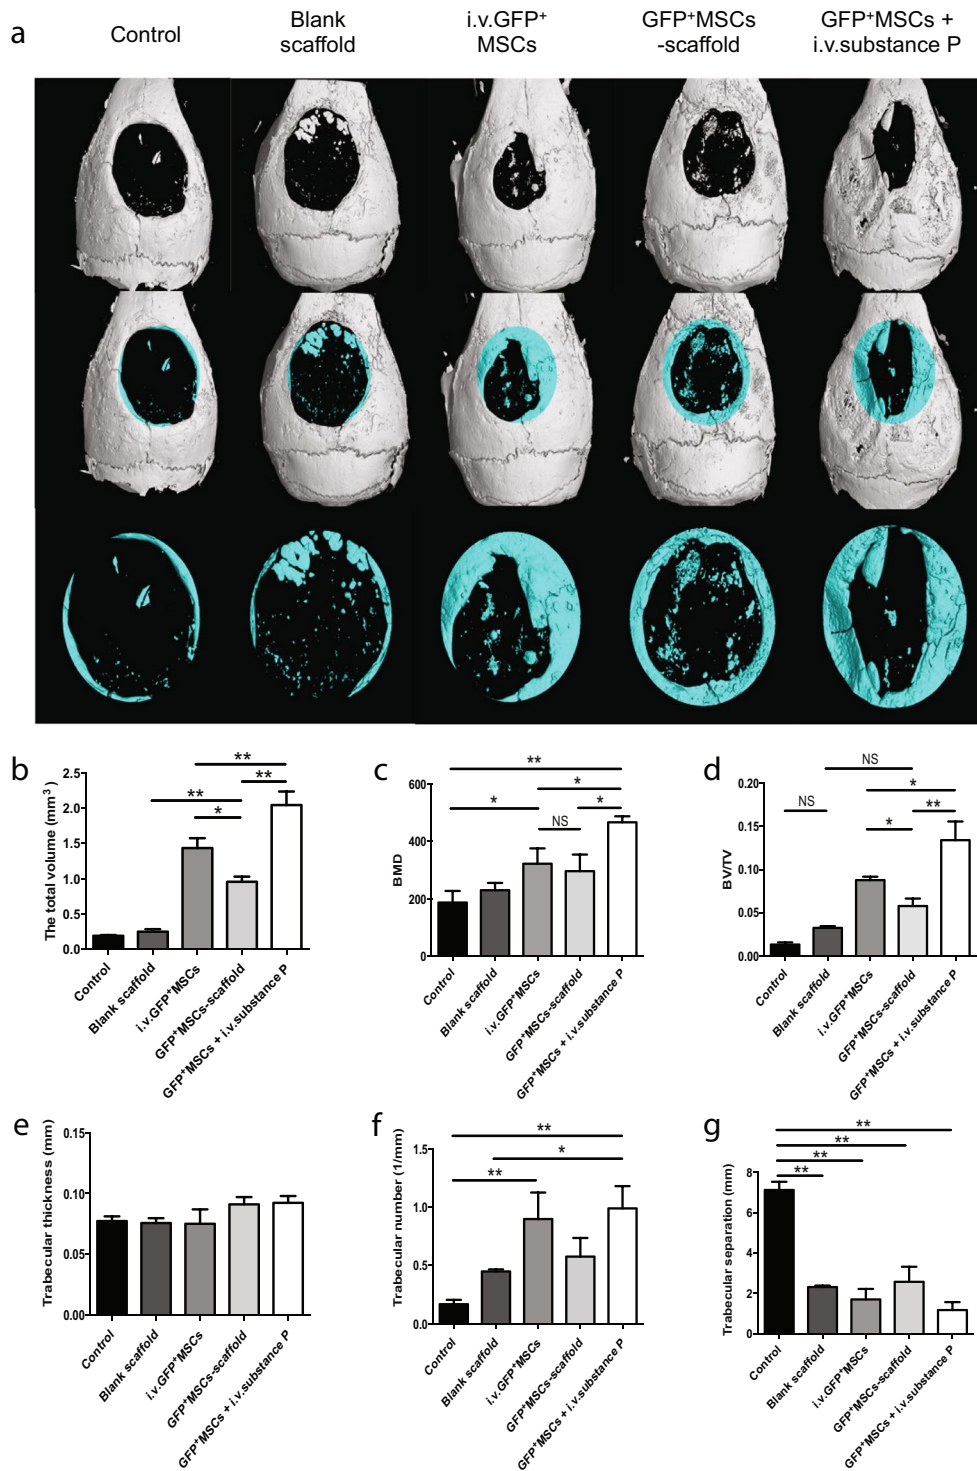 a
Control
Blank
scaffold
i.v.GFP⁺
MSCs
GFP⁺MSCs
-scaffold
GFP⁺MSCs +
i.v.substance P
b
The total volume (mm³)
2.5
2.0
1.5
1.0
0.5
0.0
**
**
**
*
Control
Blank scaffold
i.v.GFP⁺MSCs
GFP⁺MSCs-scaffold
GFP⁺MSCs + i.v.substance P
c
BMD
600
400
200
0
**
*
*
NS
*
Control
Blank scaffold
i.v.GFP⁺MSCs
GFP⁺MSCs-scaffold
GFP⁺MSCs + i.v.substance P
d
BV/TV
0.20
0.15
0.10
0.05
0.00
NS
*
NS
**
*
Control
Blank scaffold
i.v.GFP⁺MSCs
GFP⁺MSCs-scaffold
GFP⁺MSCs + i.v.substance P
e
Trabecular thickness (mm)
0.15
0.10
0.05
0.00
Control
Blank scaffold
i.v.GFP⁺MSCs
GFP⁺MSCs-scaffold
GFP⁺MSCs + i.v.substance P
f
Trabecular number (1/mm)
1.5
1.0
0.5
0.0
**
*
**
Control
Blank scaffold
i.v.GFP⁺MSCs
GFP⁺MSCs-scaffold
GFP⁺MSCs + i.v.substance P
g
Trabecular separation (mm)
8
6
4
2
0
**
**
**
**
Control
Blank scaffold
i.v.GFP⁺MSCs
GFP⁺MSCs-scaffold
GFP⁺MSCs + i.v.substance P